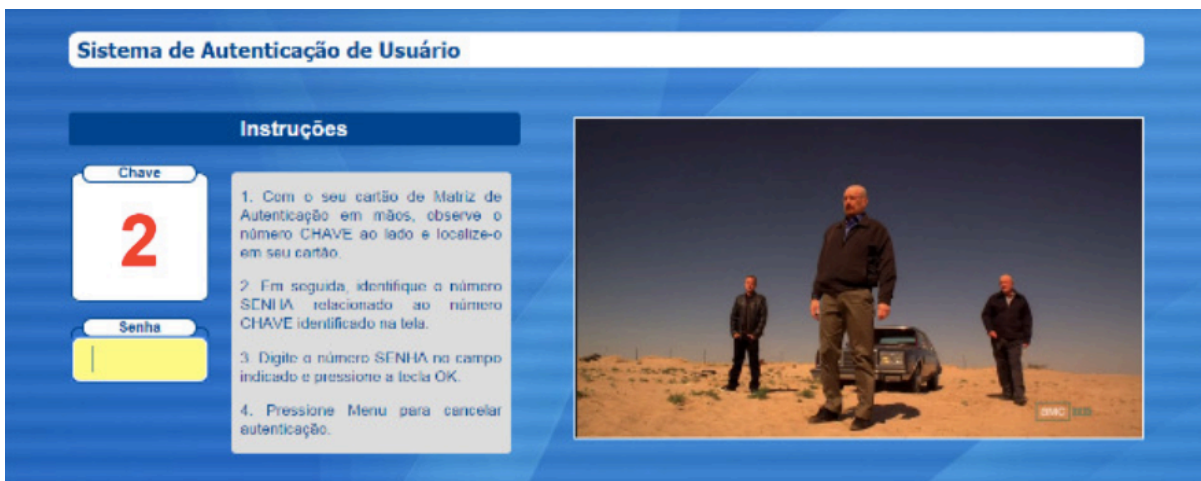 Sistema de Autenticação de Usuário
Instruções
Chave
2
Senha
1. Com o seu cartão de Matriz de
Autenticação em mãos, observe o
número CHAVE ao lado e localize-o
em seu cartão.
2. Em seguida, identifique o número
SENHA relacionado ao número
CHAVE identificado na tela.
3. Digite o número SENHA no campo
indicado e pressione a tecla OK.
4. Pressione Menu para cancelar
autenticação.
AMC